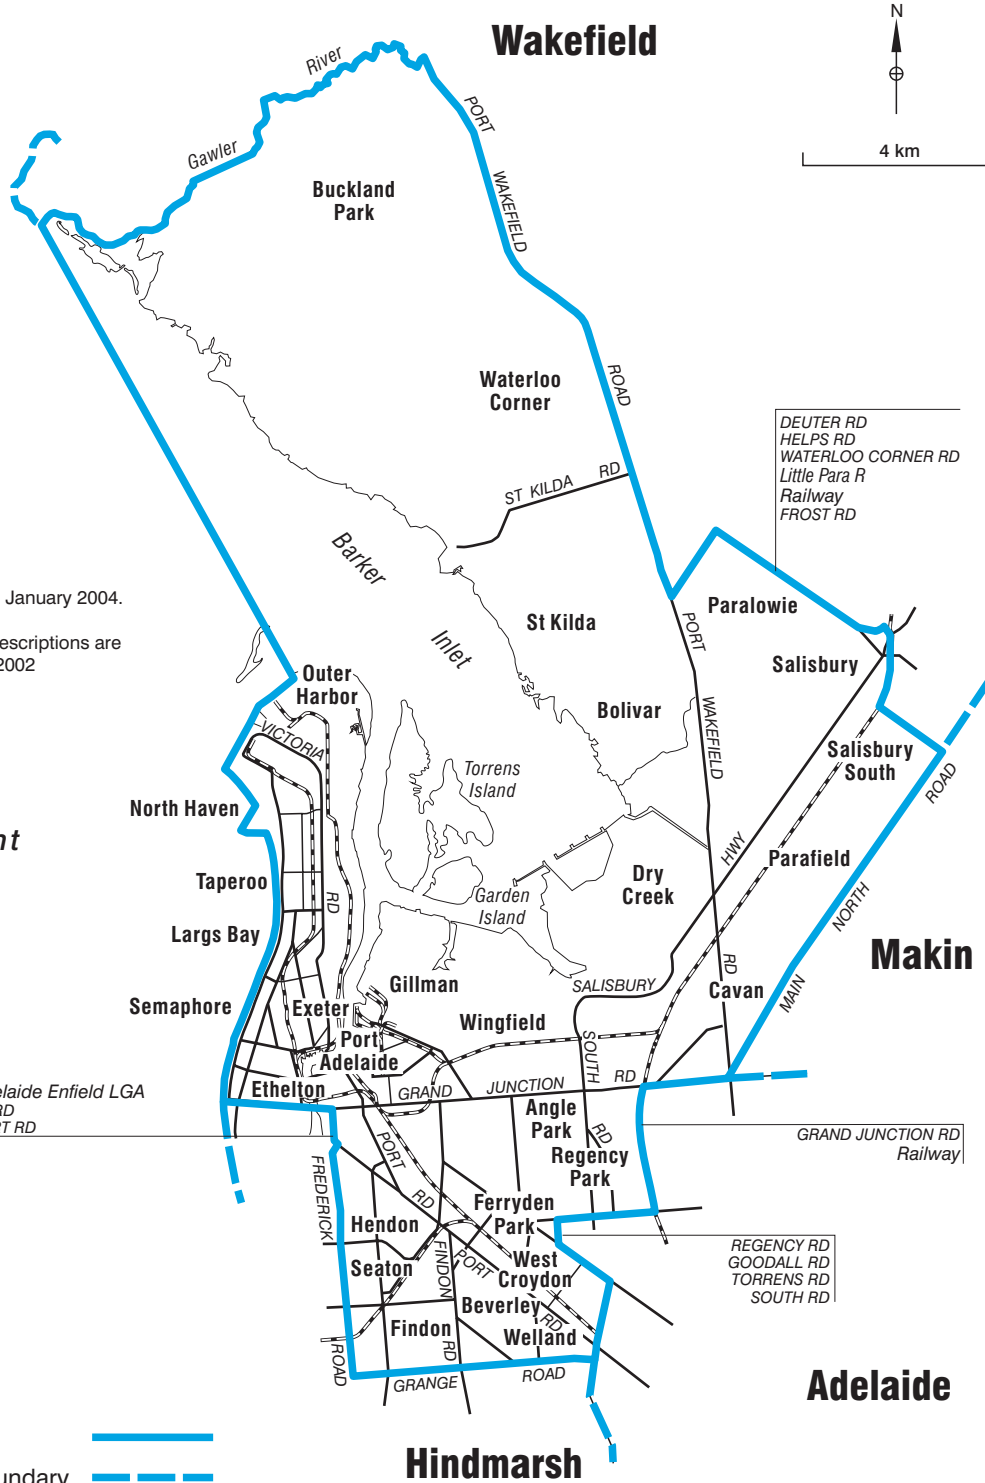 Wakefield
N
4 km
River
Gawler
PORT
WAKEFIELD
ROAD
Buckland
Park
Waterloo
Corner
ST KILDA RD
DEUTER RD
HELPS RD
WATERLOO CORNER RD
Little Para R
Railway
FROST RD
Barker
Inlet
January 2004.
escriptions are
2002
St Kilda
Paralowie
Salisbury
PORT
WAKEFIELD
RD
Outer
Harbor
Bolivar
VICTORIA
RD
Salisbury
South
ROAD
NORTH
MAIN
Torrens
Island
North Haven
nt
HWY
Parafield
Taperoo
Dry
Creek
Garden
Island
Largs Bay
Makin
Gillman
SALISBURY
Cavan
Semaphore
Exeter
Wingfield
Port
Adelaide
SOUTH
RD
Ethelton
GRAND JUNCTION RD
elaide Enfield LGA
RD
RT RD
Angle
Park
GRAND JUNCTION RD
Railway
PORT
RD
Regency
Park
FREDERICK
ROAD
Ferryden
Park
Hendon
FINDON
RD
PORT
RD
West
Croydon
REGENCY RD
GOODALL RD
TORRENS RD
SOUTH RD
Seaton
Beverley
Findon
Welland
GRANGE ROAD
Adelaide
Hindmarsh
undary